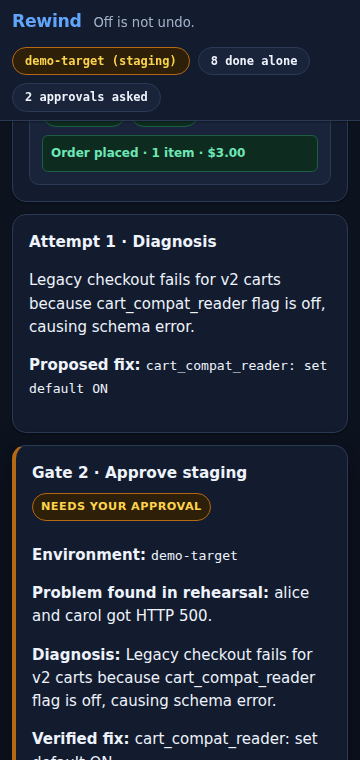 Rewind Off is not undo.
demo-target (staging) 8 done alone
2 approvals asked
Order placed · 1 item · $3.00
Attempt 1 · Diagnosis
Legacy checkout fails for v2 carts
because cart_compat_reader flag is off,
causing schema error.
Proposed fix: cart_compat_reader: set
default ON
Gate 2 · Approve staging
NEEDS YOUR APPROVAL
Environment: demo-target
Problem found in rehearsal: alice
and carol got HTTP 500.
Diagnosis: Legacy checkout fails for
v2 carts because cart_compat_reader
flag is off, causing schema error.
Verified fix: cart_compat_reader: set
default ON